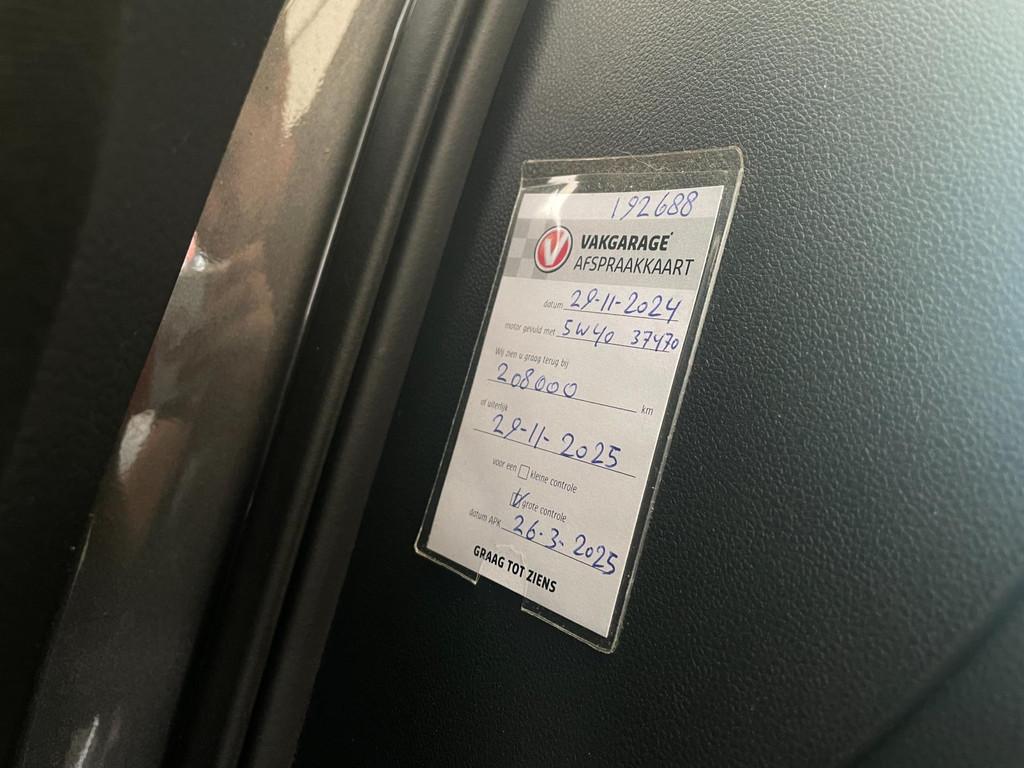 192688
V VAKGARAGE
AFSPRAAKKAART
datum 29-11-2024
motor gevuld met 5W40 37470
Wij zien u graag terug bij
208000 km
of uiterlijk
29-11-2025
voor een kleine controle
grote controle
datum APK 26-3-2025
GRAAG TOT ZIENS